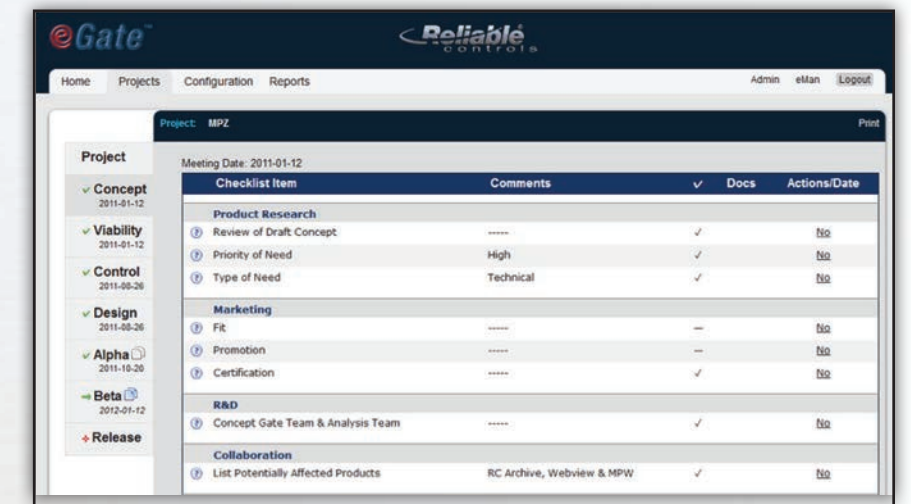 eGate™
Reliable controls
Home Projects Configuration Reports Admin eMan Logout
Project: MPZ Print
Project
Concept
2011-01-12
Viability
2011-01-12
Control
2011-08-26
Design
2011-08-26
Alpha
2011-10-20
Beta
2012-01-12
Release
Meeting Date: 2011-01-12
Checklist Item Comments ✓ Docs Actions/Date
Product Research
Review of Draft Concept ----- ✓ No
Priority of Need High ✓ No
Type of Need Technical ✓ No
Marketing
Fit ----- — No
Promotion ----- — No
Certification ----- ✓ No
R&D
Concept Gate Team & Analysis Team ----- ✓ No
Collaboration
List Potentially Affected Products RC Archive, Webview & MPW ✓ No